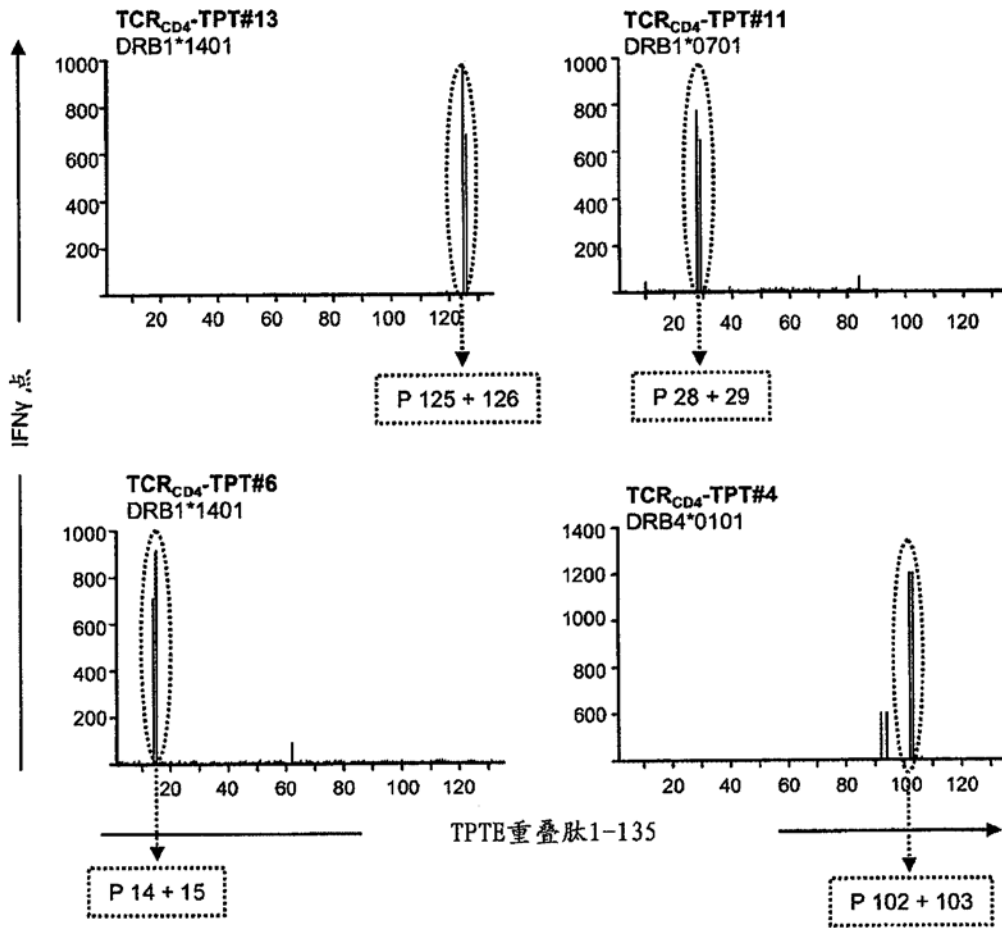 TCRCD4-TPT#13
DRB1*1401
1000
800
600
400
200
20 40 60 80 100 120
P 125 + 126
TCRCD4-TPT#11
DRB1*0701
1000
800
600
400
200
20 40 60 80 100 120
P 28 + 29
IFNγ 点
TCRCD4-TPT#6
DRB1*1401
1000
800
600
400
200
20 40 60 80 100 120
P 14 + 15
TCRCD4-TPT#4
DRB4*0101
1400
1200
1000
800
600
20 40 60 80 100 120
P 102 + 103
TPTE重叠肽1-135